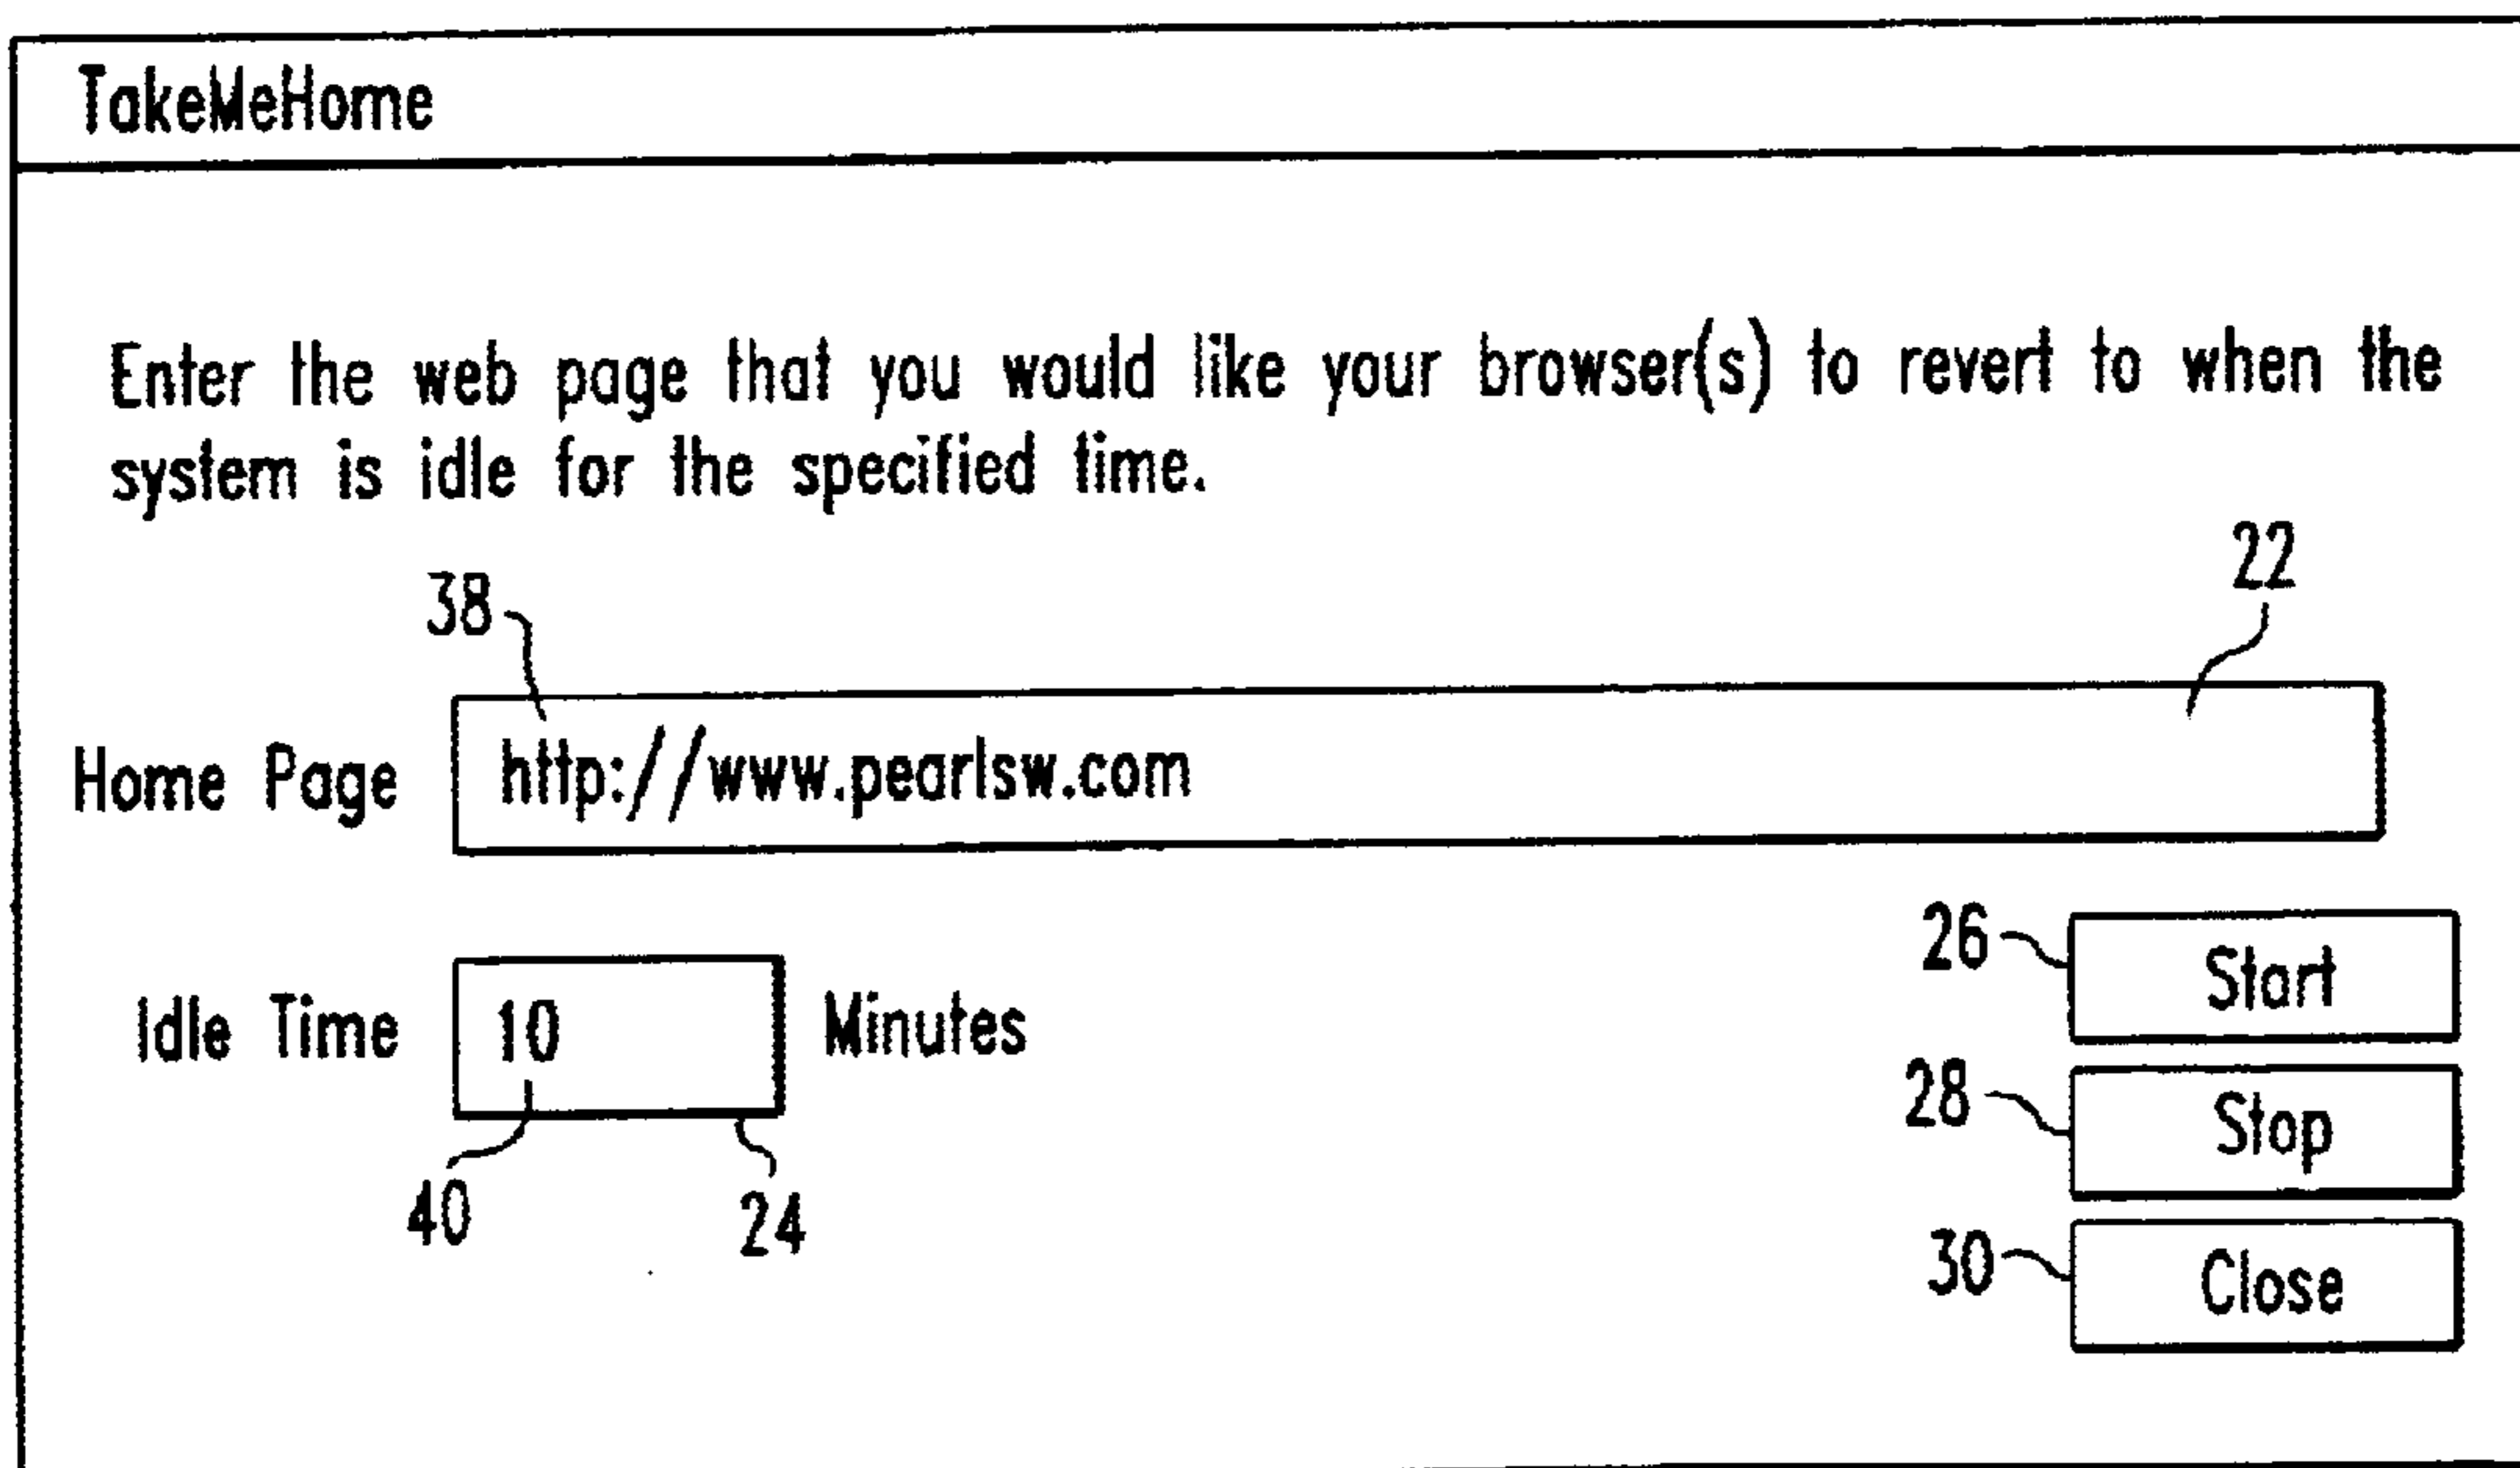 TakeMeHome
Enter the web page that you would like your browser(s) to revert to when the
system is idle for the specified time.
22
38
Home Page http://www.pearlsw.com
26 Start
Idle Time 10 Minutes
28 Stop
40 24
30 Close